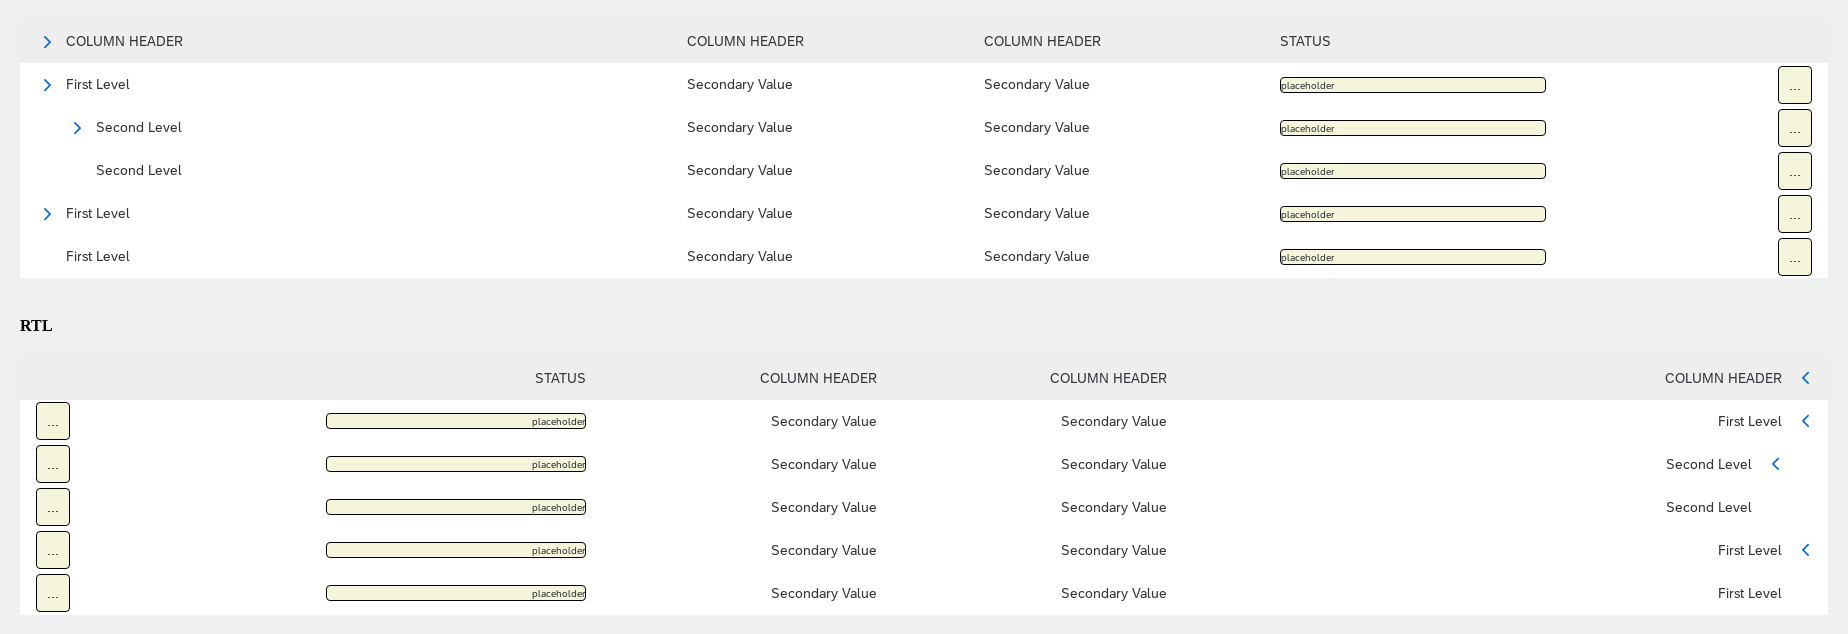 COLUMN HEADER COLUMN HEADER COLUMN HEADER STATUS
First Level Secondary Value Secondary Value placeholder ...
Second Level Secondary Value Secondary Value placeholder ...
Second Level Secondary Value Secondary Value placeholder ...
First Level Secondary Value Secondary Value placeholder ...
First Level Secondary Value Secondary Value placeholder ...
RTL
STATUS COLUMN HEADER COLUMN HEADER COLUMN HEADER
... placeholder Secondary Value Secondary Value First Level
... placeholder Secondary Value Secondary Value Second Level
... placeholder Secondary Value Secondary Value Second Level
... placeholder Secondary Value Secondary Value First Level
... placeholder Secondary Value Secondary Value First Level